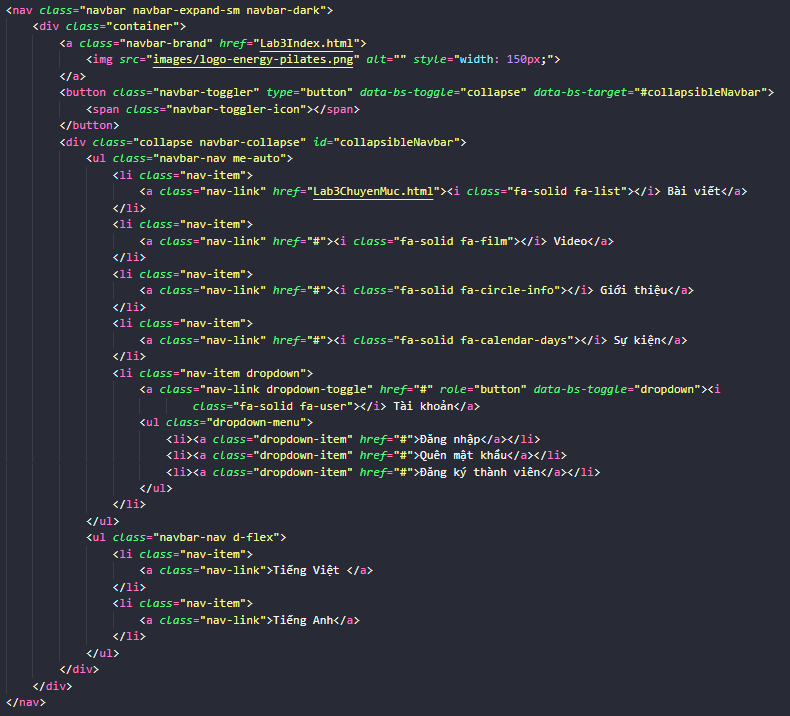 <nav class="navbar navbar-expand-sm navbar-dark">
    <div class="container">
        <a class="navbar-brand" href="Lab3Index.html">
            <img src="images/logo-energy-pilates.png" alt="" style="width: 150px;">
        </a>
        <button class="navbar-toggler" type="button" data-bs-toggle="collapse" data-bs-target="#collapsibleNavbar">
            <span class="navbar-toggler-icon"></span>
        </button>
        <div class="collapse navbar-collapse" id="collapsibleNavbar">
            <ul class="navbar-nav me-auto">
                <li class="nav-item">
                    <a class="nav-link" href="Lab3ChuyenMuc.html"><i class="fa-solid fa-list"></i> Bài viết</a>
                </li>
                <li class="nav-item">
                    <a class="nav-link" href="#"><i class="fa-solid fa-film"></i> Video</a>
                </li>
                <li class="nav-item">
                    <a class="nav-link" href="#"><i class="fa-solid fa-circle-info"></i> Giới thiệu</a>
                </li>
                <li class="nav-item">
                    <a class="nav-link" href="#"><i class="fa-solid fa-calendar-days"></i> Sự kiện</a>
                </li>
                <li class="nav-item dropdown">
                    <a class="nav-link dropdown-toggle" href="#" role="button" data-bs-toggle="dropdown"><i
                            class="fa-solid fa-user"></i> Tài khoản</a>
                    <ul class="dropdown-menu">
                        <li><a class="dropdown-item" href="#">Đăng nhập</a></li>
                        <li><a class="dropdown-item" href="#">Quên mật khẩu</a></li>
                        <li><a class="dropdown-item" href="#">Đăng ký thành viên</a></li>
                    </ul>
                </li>
            </ul>
            <ul class="navbar-nav d-flex">
                <li class="nav-item">
                    <a class="nav-link">Tiếng Việt </a>
                </li>
                <li class="nav-item">
                    <a class="nav-link">Tiếng Anh</a>
                </li>
            </ul>
        </div>
    </div>
</nav>